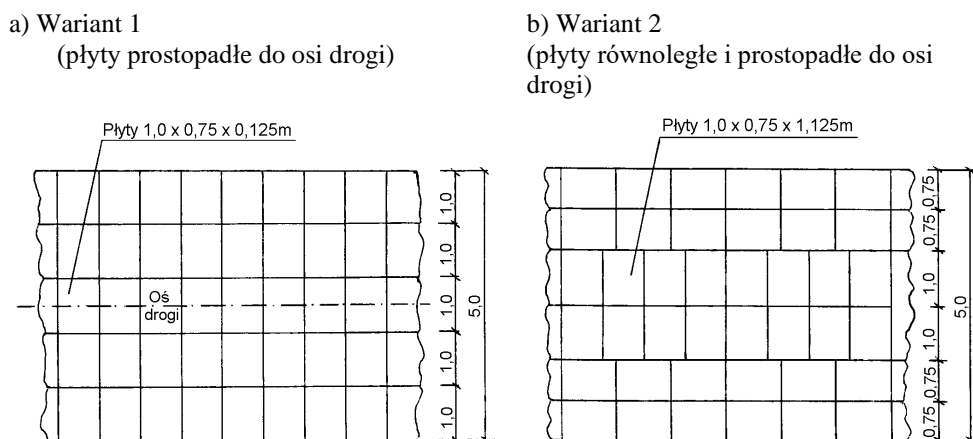 a) Wariant 1
(płyty prostopadłe do osi drogi)
Płyty 1,0 x 0,75 x 0,125m
Oś
drogi
1,0
1,0
1,0
1,0
1,0
5,0
b) Wariant 2
(płyty równoległe i prostopadłe do osi
drogi)
Płyty 1,0 x 0,75 x 1,125m
0,75
0,75
1,0
1,0
0,75
0,75
5,0